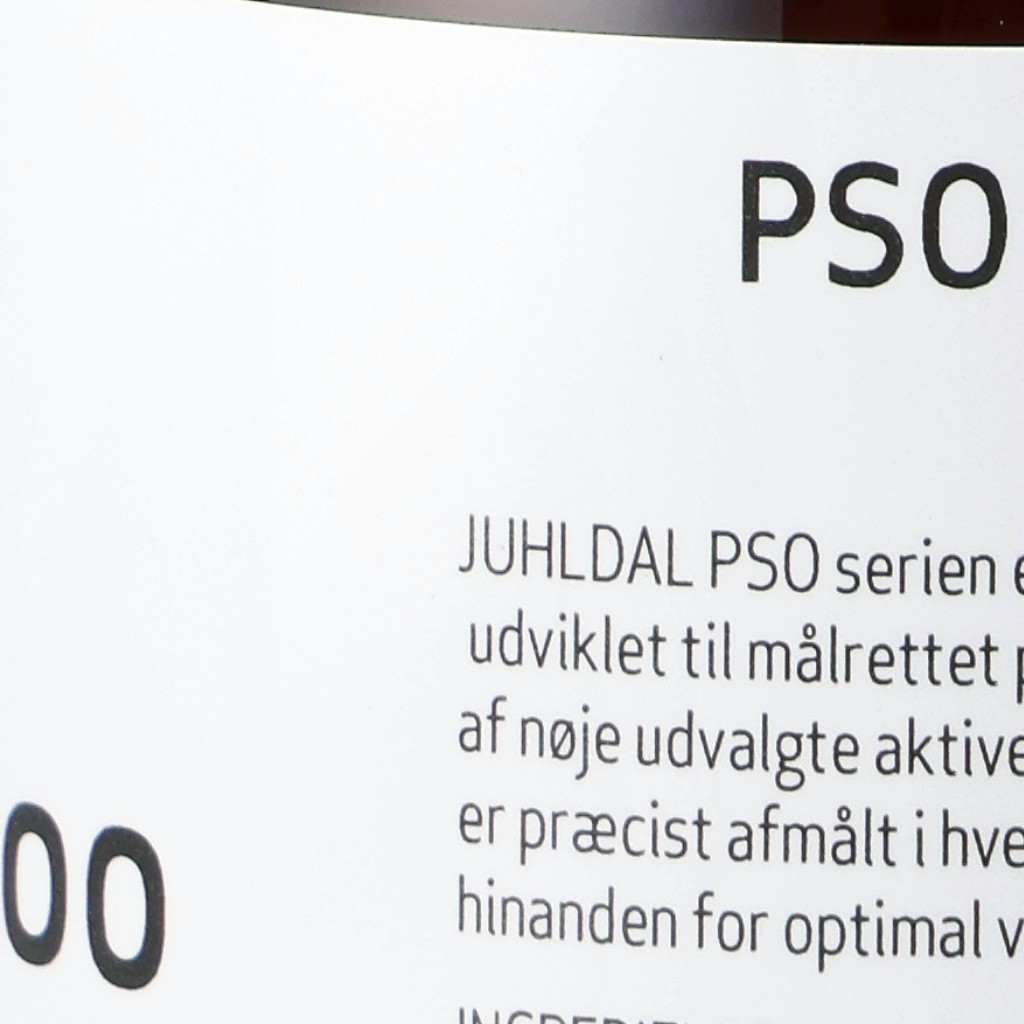 PSO
JUHLDAL PSO serien
udviklet til målrettet
af nøje udvalgte aktive
er præcist afmålt i hve
hinanden for optimal v
00